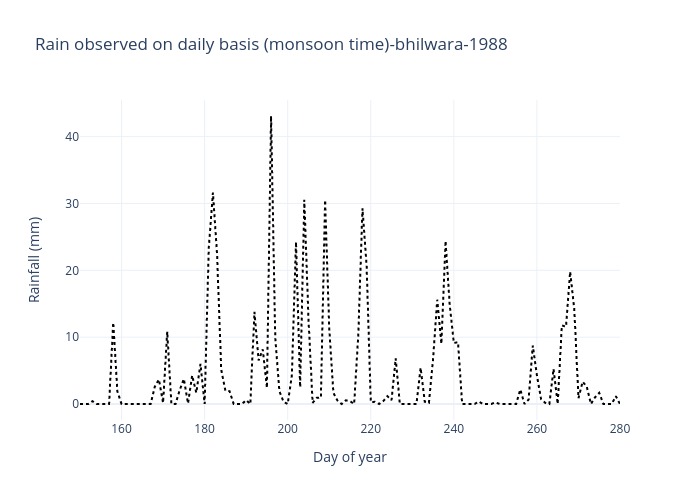 Rain observed on daily basis (monsoon time)-bhilwara-1988
Rainfall (mm)
40
30
20
10
0
160 180 200 220 240 260 280
Day of year